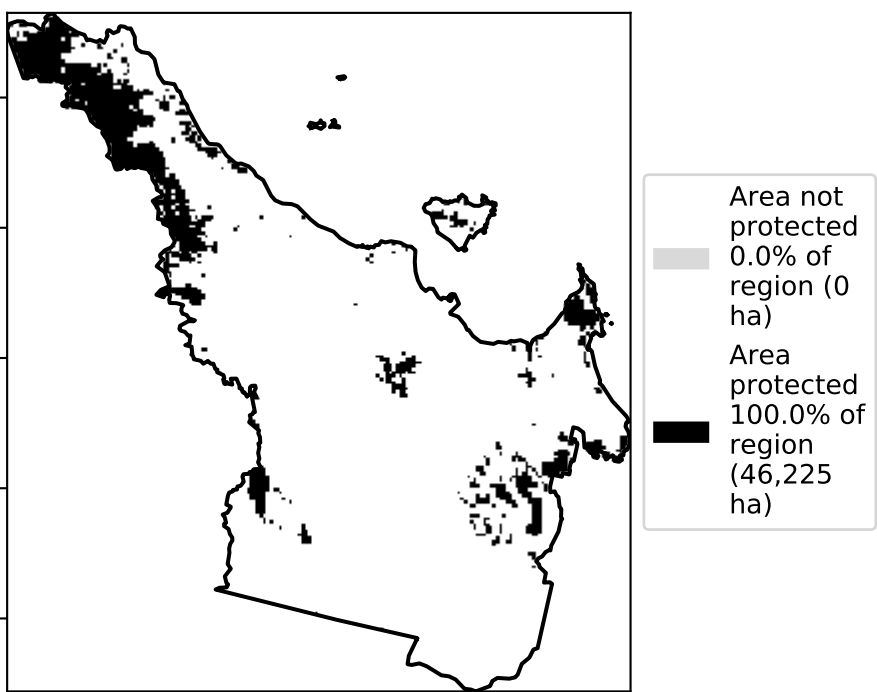 Area not
protected
0.0% of
region (0
ha)
Area
protected
100.0% of
region
(46,225
ha)